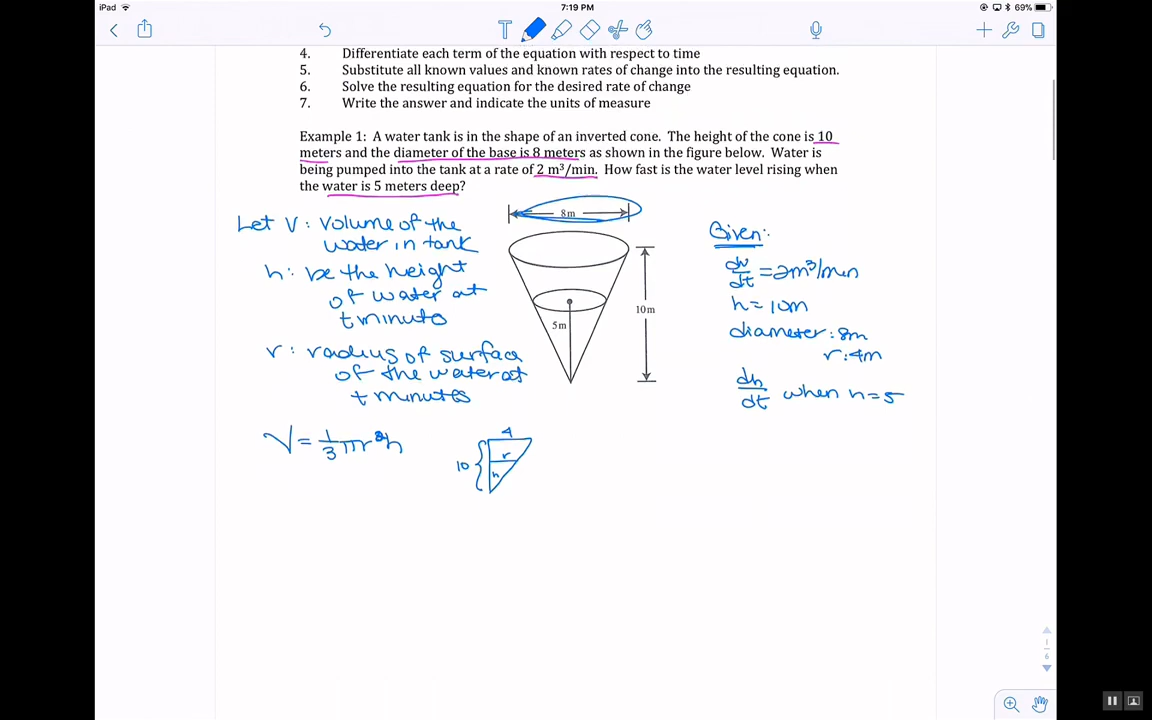 iPad
7:19 PM
69%
4. Differentiate each term of the equation with respect to time
5. Substitute all known values and known rates of change into the resulting equation.
6. Solve the resulting equation for the desired rate of change
7. Write the answer and indicate the units of measure
Example 1: A water tank is in the shape of an inverted cone. The height of the cone is 10
meters and the diameter of the base is 8 meters as shown in the figure below. Water is
being pumped into the tank at a rate of 2 m³/min. How fast is the water level rising when
the water is 5 meters deep?
Let V: volume of the
water in tank
h: be the height
of water at
t minute
r: radius of surface
of the water at
t minutes
V = 1/3 πr²h
8m
10m
5m
4
10
r
h
Given:
dv/dt = 2m³/min
h = 10m
diameter: 8m
r: 4m
dh/dt when h = 5
1
6